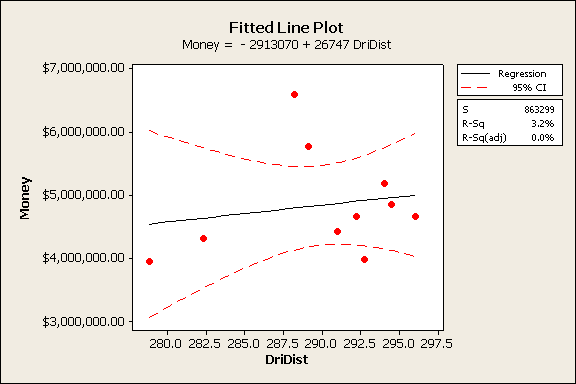 Fitted Line Plot
Money = - 2913070 + 26747 DriDist
$7,000,000.00
$6,000,000.00
$5,000,000.00
$4,000,000.00
$3,000,000.00
Money
280.0 282.5 285.0 287.5 290.0 292.5 295.0 297.5
DriDist
Regression
95% CI
S 863299
R-Sq 3.2%
R-Sq(adj) 0.0%